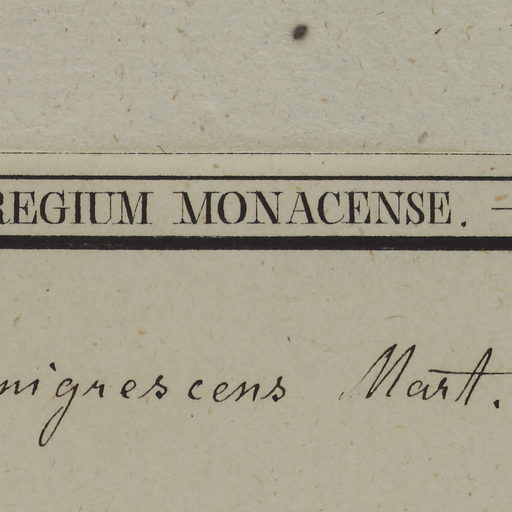 REGIUM MONACENSE. —
nigrescens Mart.